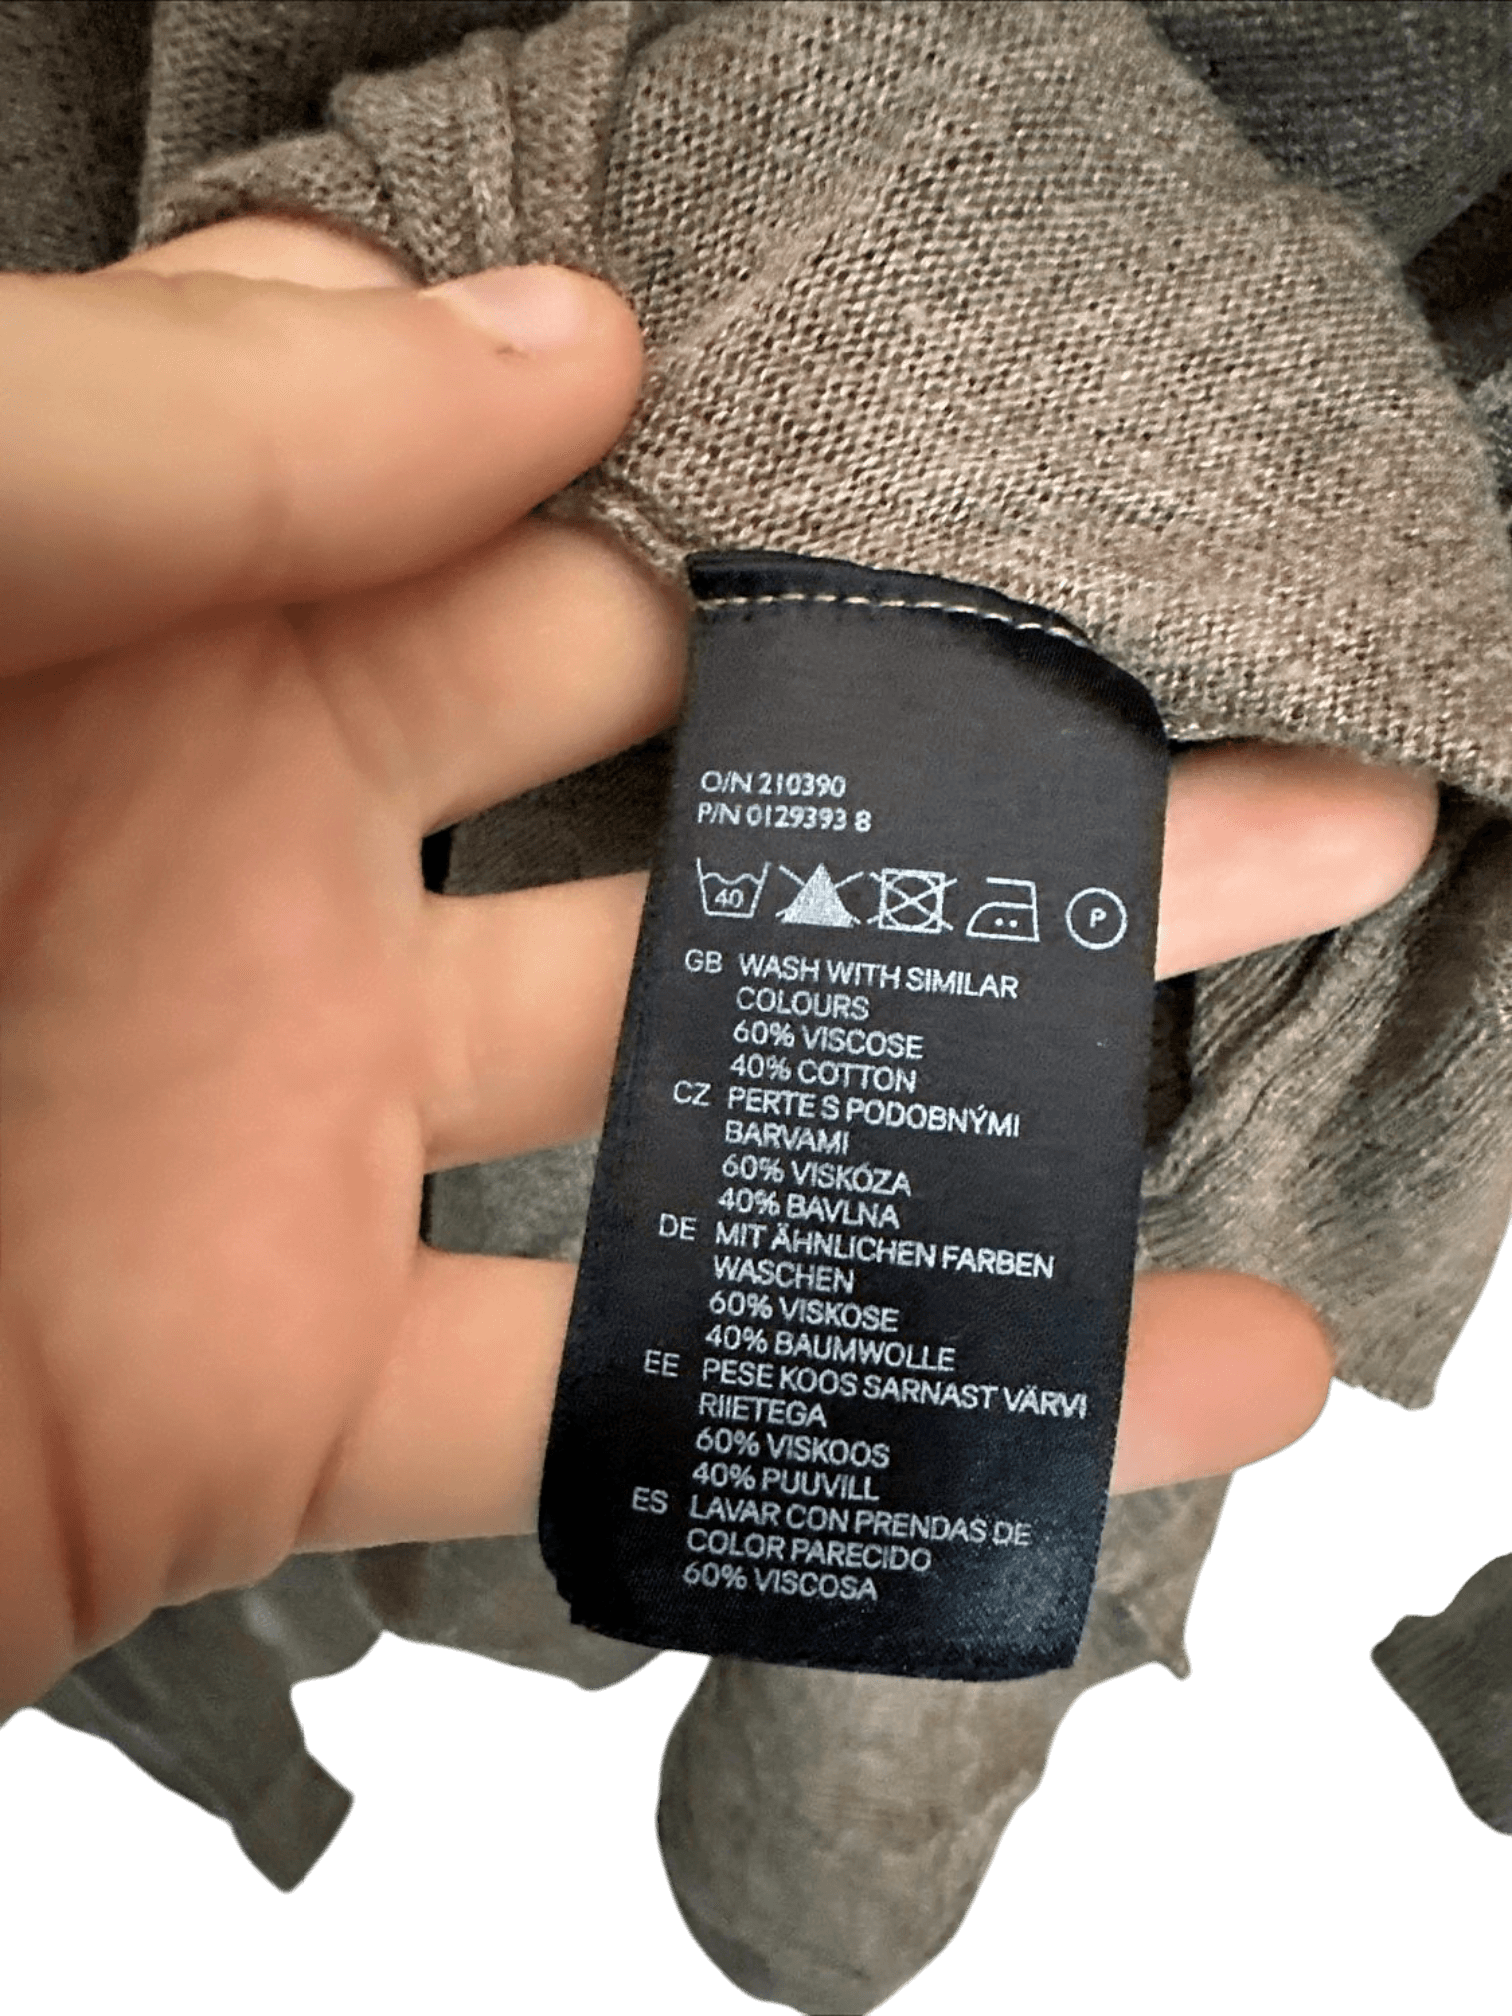 O/N 210390
P/N 0129393 8
40 P
GB WASH WITH SIMILAR
COLOURS
60% VISCOSE
40% COTTON
CZ PERTE S PODOBNÝMI
BARVAMI
60% VISKÓZA
40% BAVLNA
DE MIT ÄHNLICHEN FARBEN
WASCHEN
60% VISKOSE
40% BAUMWOLLE
EE PESE KOOS SARNAST VÄRVI
RIIETEGA
60% VISKOOS
40% PUUVILL
ES LAVAR CON PRENDAS DE
COLOR PARECIDO
60% VISCOSA